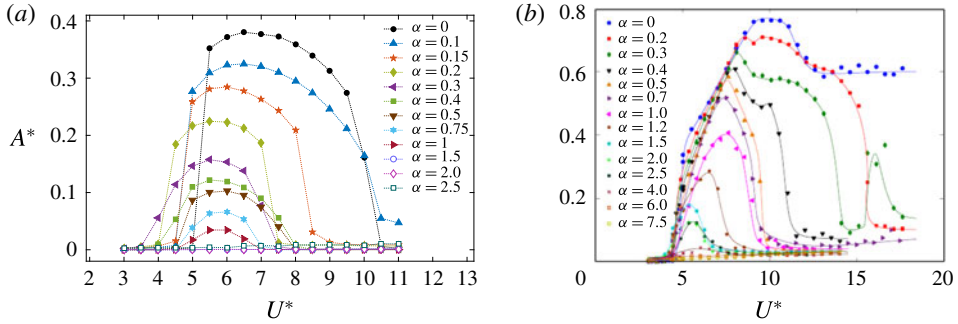 (a)
0.4
0.3
0.2
0.1
0
A*
2 3 4 5 6 7 8 9 10 11 12 13
U*
α = 0
α = 0.1
α = 0.15
α = 0.2
α = 0.3
α = 0.4
α = 0.5
α = 0.75
α = 1
α = 1.5
α = 2.0
α = 2.5
(b)
0.8
0.6
0.4
0.2
0 5 10 15 20
U*
α = 0
α = 0.2
α = 0.3
α = 0.4
α = 0.5
α = 0.7
α = 1.0
α = 1.2
α = 1.5
α = 2.0
α = 2.5
α = 4.0
α = 6.0
α = 7.5